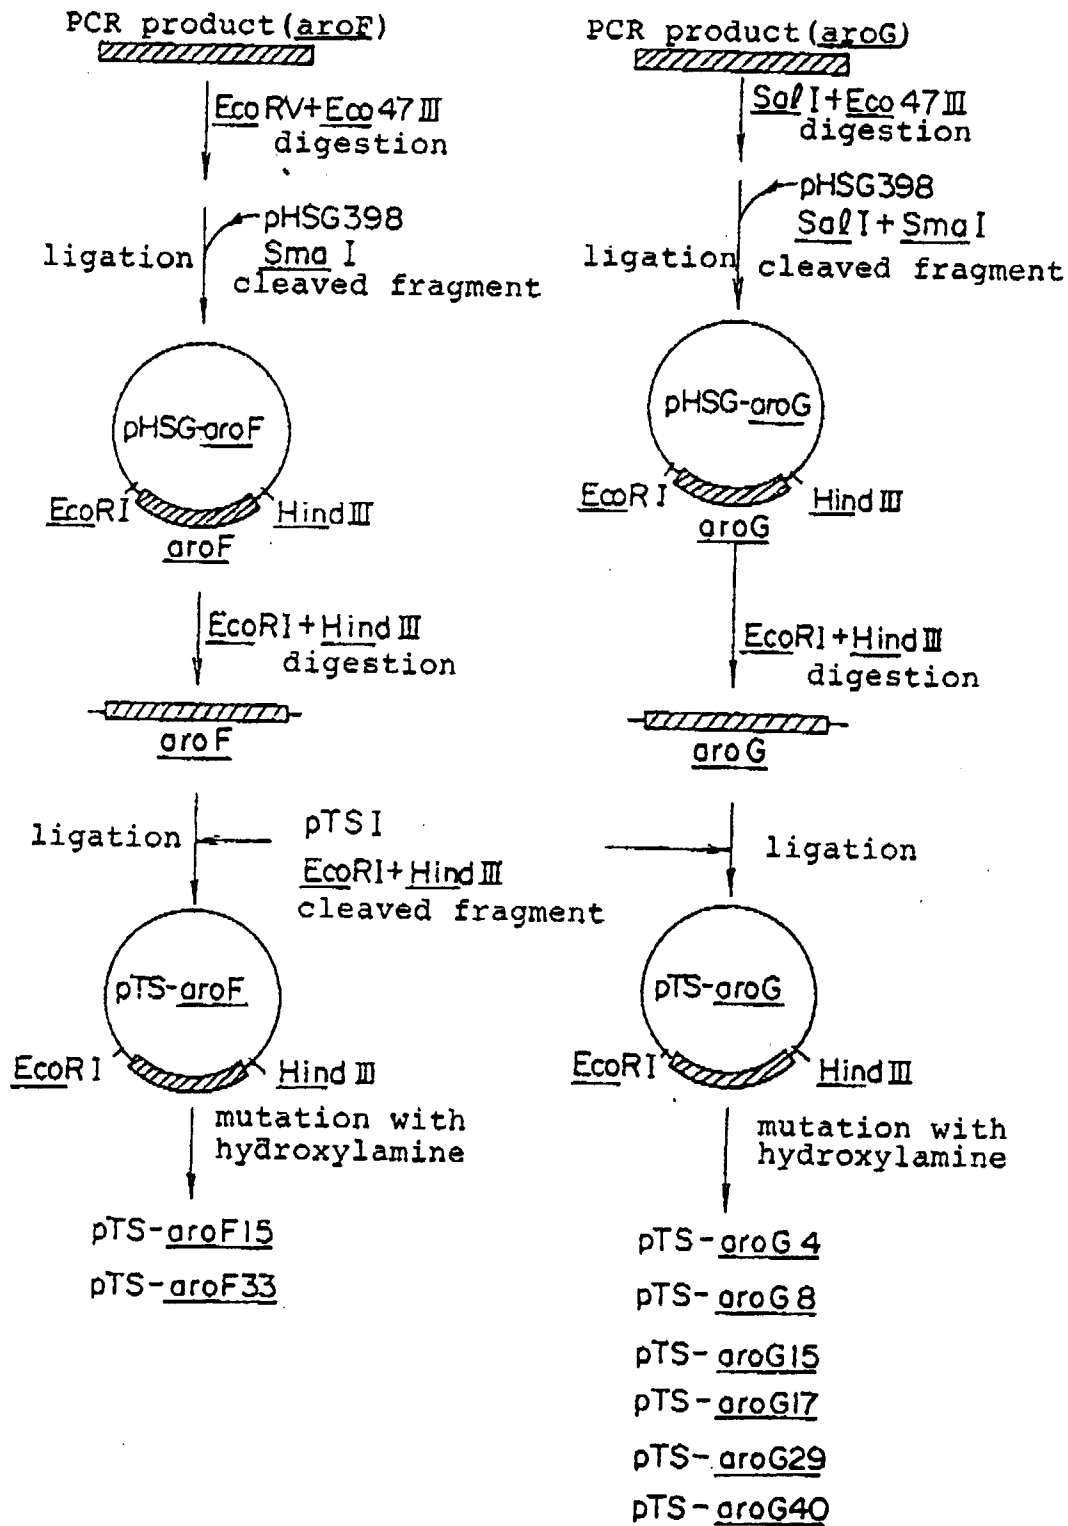 PCR product (aroF)
EcoRV+Eco47III
digestion
pHSG398
ligation
Sma I
cleaved fragment
pHSG-aroF
EcoRI
HindIII
aroF
EcoRI+HindIII
digestion
aroF
ligation
pTSI
EcoRI+HindIII
cleaved fragment
pTS-aroF
EcoRI
HindIII
mutation with
hydroxylamine
pTS-aroF15
pTS-aroF33
PCR product (aroG)
SalI+Eco47III
digestion
pHSG398
SalI+SmaI
ligation
cleaved fragment
pHSG-aroG
EcoRI
HindIII
aroG
EcoRI+HindIII
digestion
aroG
ligation
pTS-aroG
EcoRI
HindIII
mutation with
hydroxylamine
pTS-aroG4
pTS-aroG8
pTS-aroG15
pTS-aroG17
pTS-aroG29
pTS-aroG40